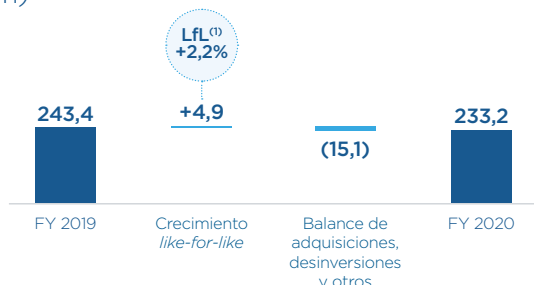 LfL(1)
+2,2%
243,4
+4,9
(15,1)
233,2
FY 2019
Crecimiento
like-for-like
Balance de
adquisiciones,
desinversiones
y otros
FY 2020